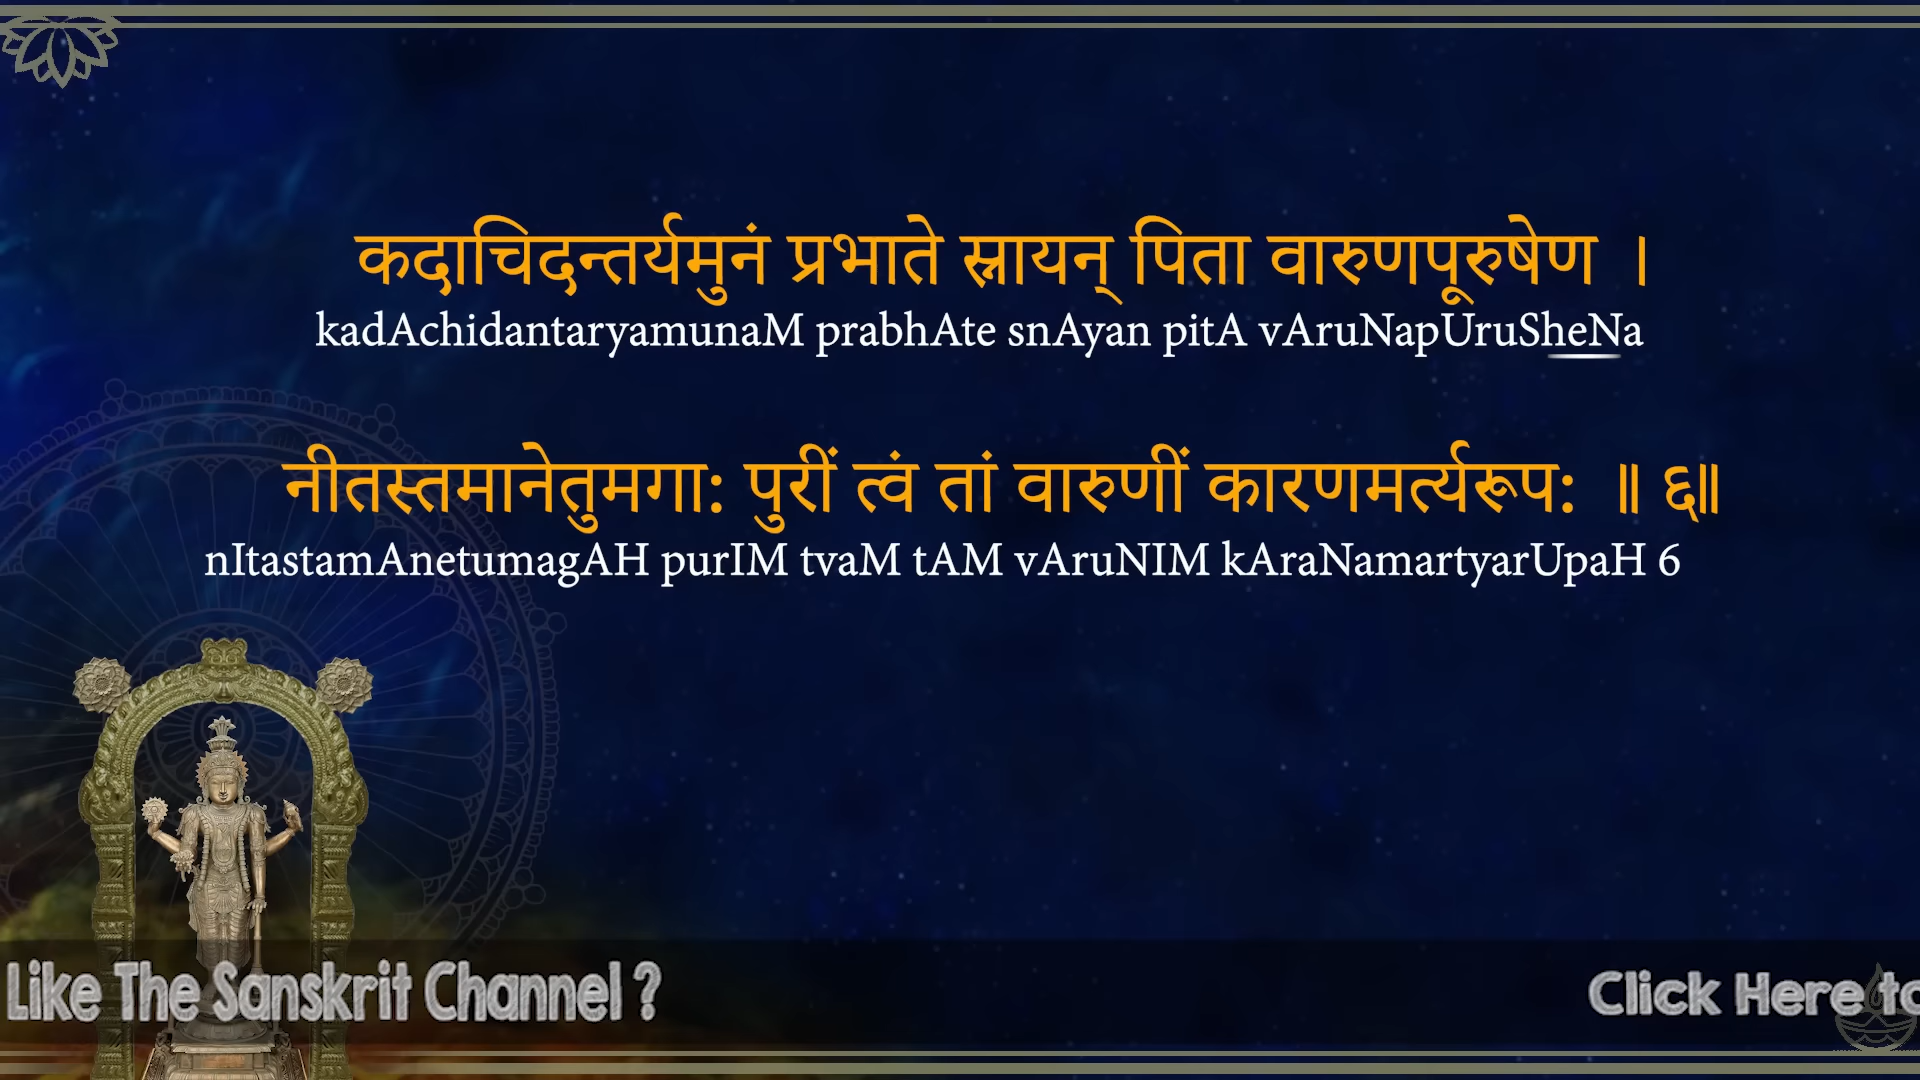 कदाचिदन्तर्यमुनं प्रभाते स्नायन् पिता वारुणपूरुषेण ।
kadAchidantaryamunaM prabhAte snAyan pitA vAruNapUruSheNa
नीतस्तमानेतुमगा: पुरीं त्वं तां वारुणीं कारणमर्त्यरूप: ॥ ६॥
nItastamAnetumagAH purIM tvaM tAM vAruNIM kAraNamartyarUpaH 6
Like The Sanskrit Channel ?
Click Here to